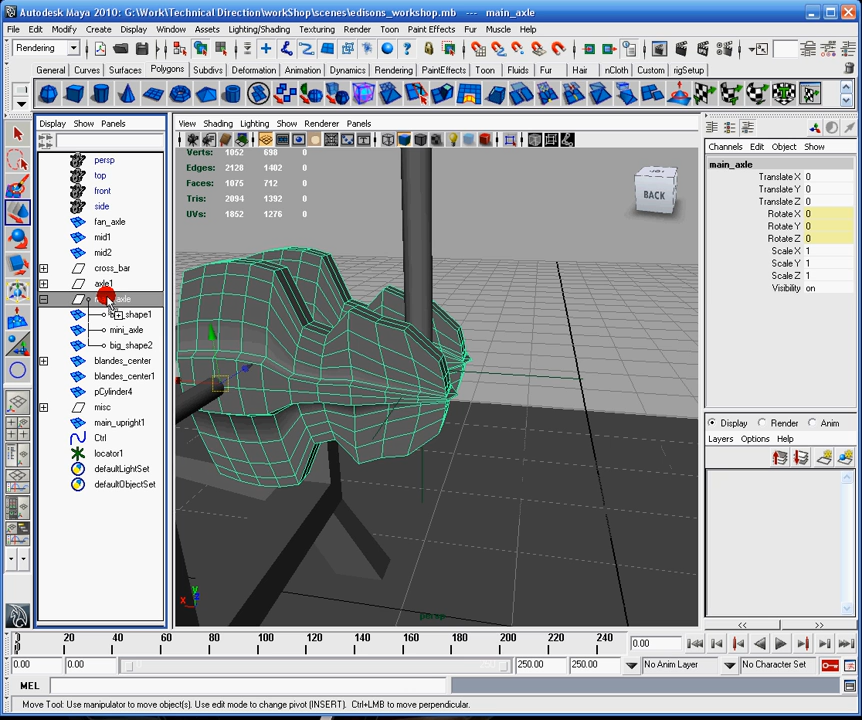 Autodesk Maya 2010: G:\Work\Technical Direction\workShop\scenes\edisons_workshop.mb --- main_axle
File Edit Modify Create Display Window Assets Lighting/Shading Texturing Render Toon Paint Effects Fur Muscle Help
Rendering
General Curves Surfaces Polygons Subdivs Deformation Animation Dynamics Rendering PaintEffects Toon Fluids Fur Hair nCloth Custom rigSetup
Display Show Panels
View Shading Lighting Show Renderer Panels
Channels Edit Object Show
persp
top
front
side
fan_axle
mid1
mid2
cross_bar
axle1
mini_axle
big_shape2
blandes_center
blandes_center1
pCylinder4
misc
main_upright1
Ctrl
locator1
defaultLightSet
defaultObjectSet
Verts: 1052 698 0
Edges: 2128 1402 0
Faces: 1075 712 0
Tris: 2094 1392 0
UVs: 1852 1276 0
BACK
persp
main_axle
Translate X 0
Translate Y 0
Translate Z 0
Rotate X 0
Rotate Y 0
Rotate Z 0
Scale X 1
Scale Y 1
Scale Z 1
Visibility on
Display Render Anim
Layers Options Help
20 40 60 80 100 120 140 160 180 200 220 240
0.00
0.00 0.00 250.00 250.00 No Anim Layer No Character Set
MEL
Move Tool: Use manipulator to move object(s). Use edit mode to change pivot (INSERT). Ctrl+LMB to move perpendicular.